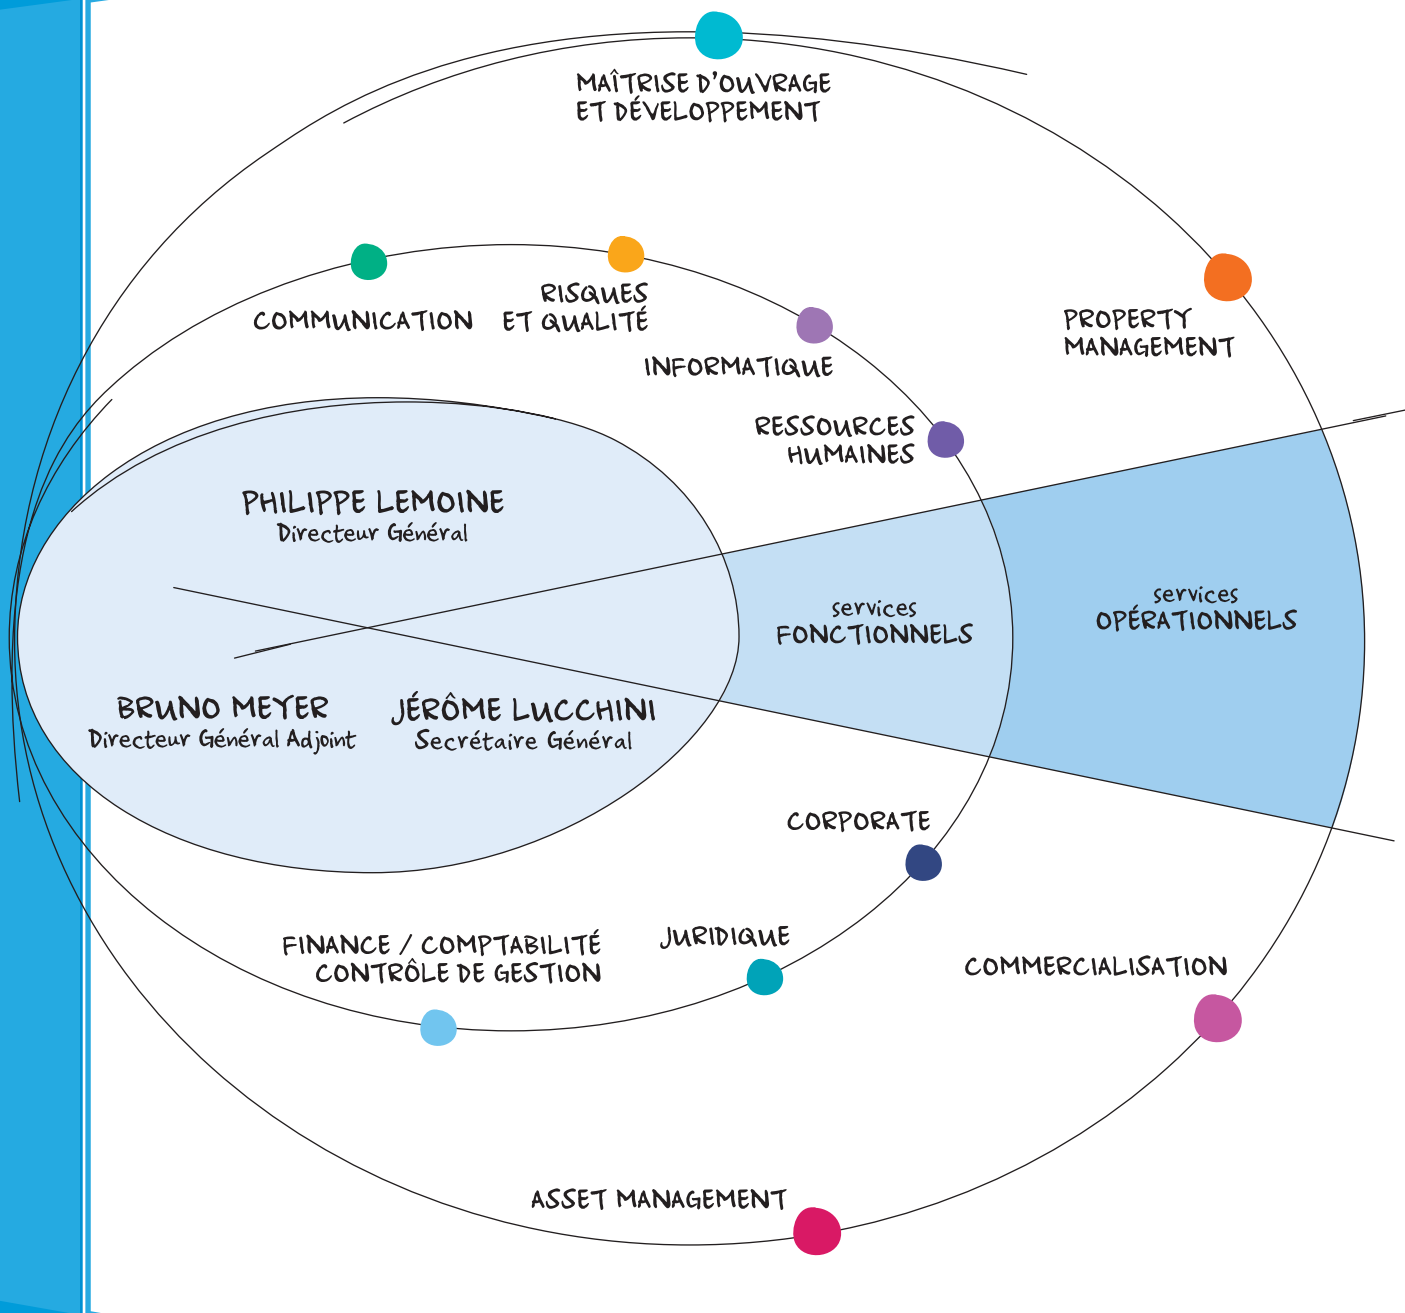 MAÎTRISE D'OUVRAGE
ET DÉVELOPPEMENT
COMMUNICATION
RISQUES
ET QUALITÉ
INFORMATIQUE
RESSOURCES
HUMAINES
PROPERTY
MANAGEMENT
PHILIPPE LEMOINE
Directeur Général
BRUNO MEYER
Directeur Général Adjoint
JÉRÔME LUCCHINI
Secrétaire Général
services
FONCTIONNELS
services
OPÉRATIONNELS
CORPORATE
JURIDIQUE
FINANCE / COMPTABILITÉ
CONTRÔLE DE GESTION
COMMERCIALISATION
ASSET MANAGEMENT